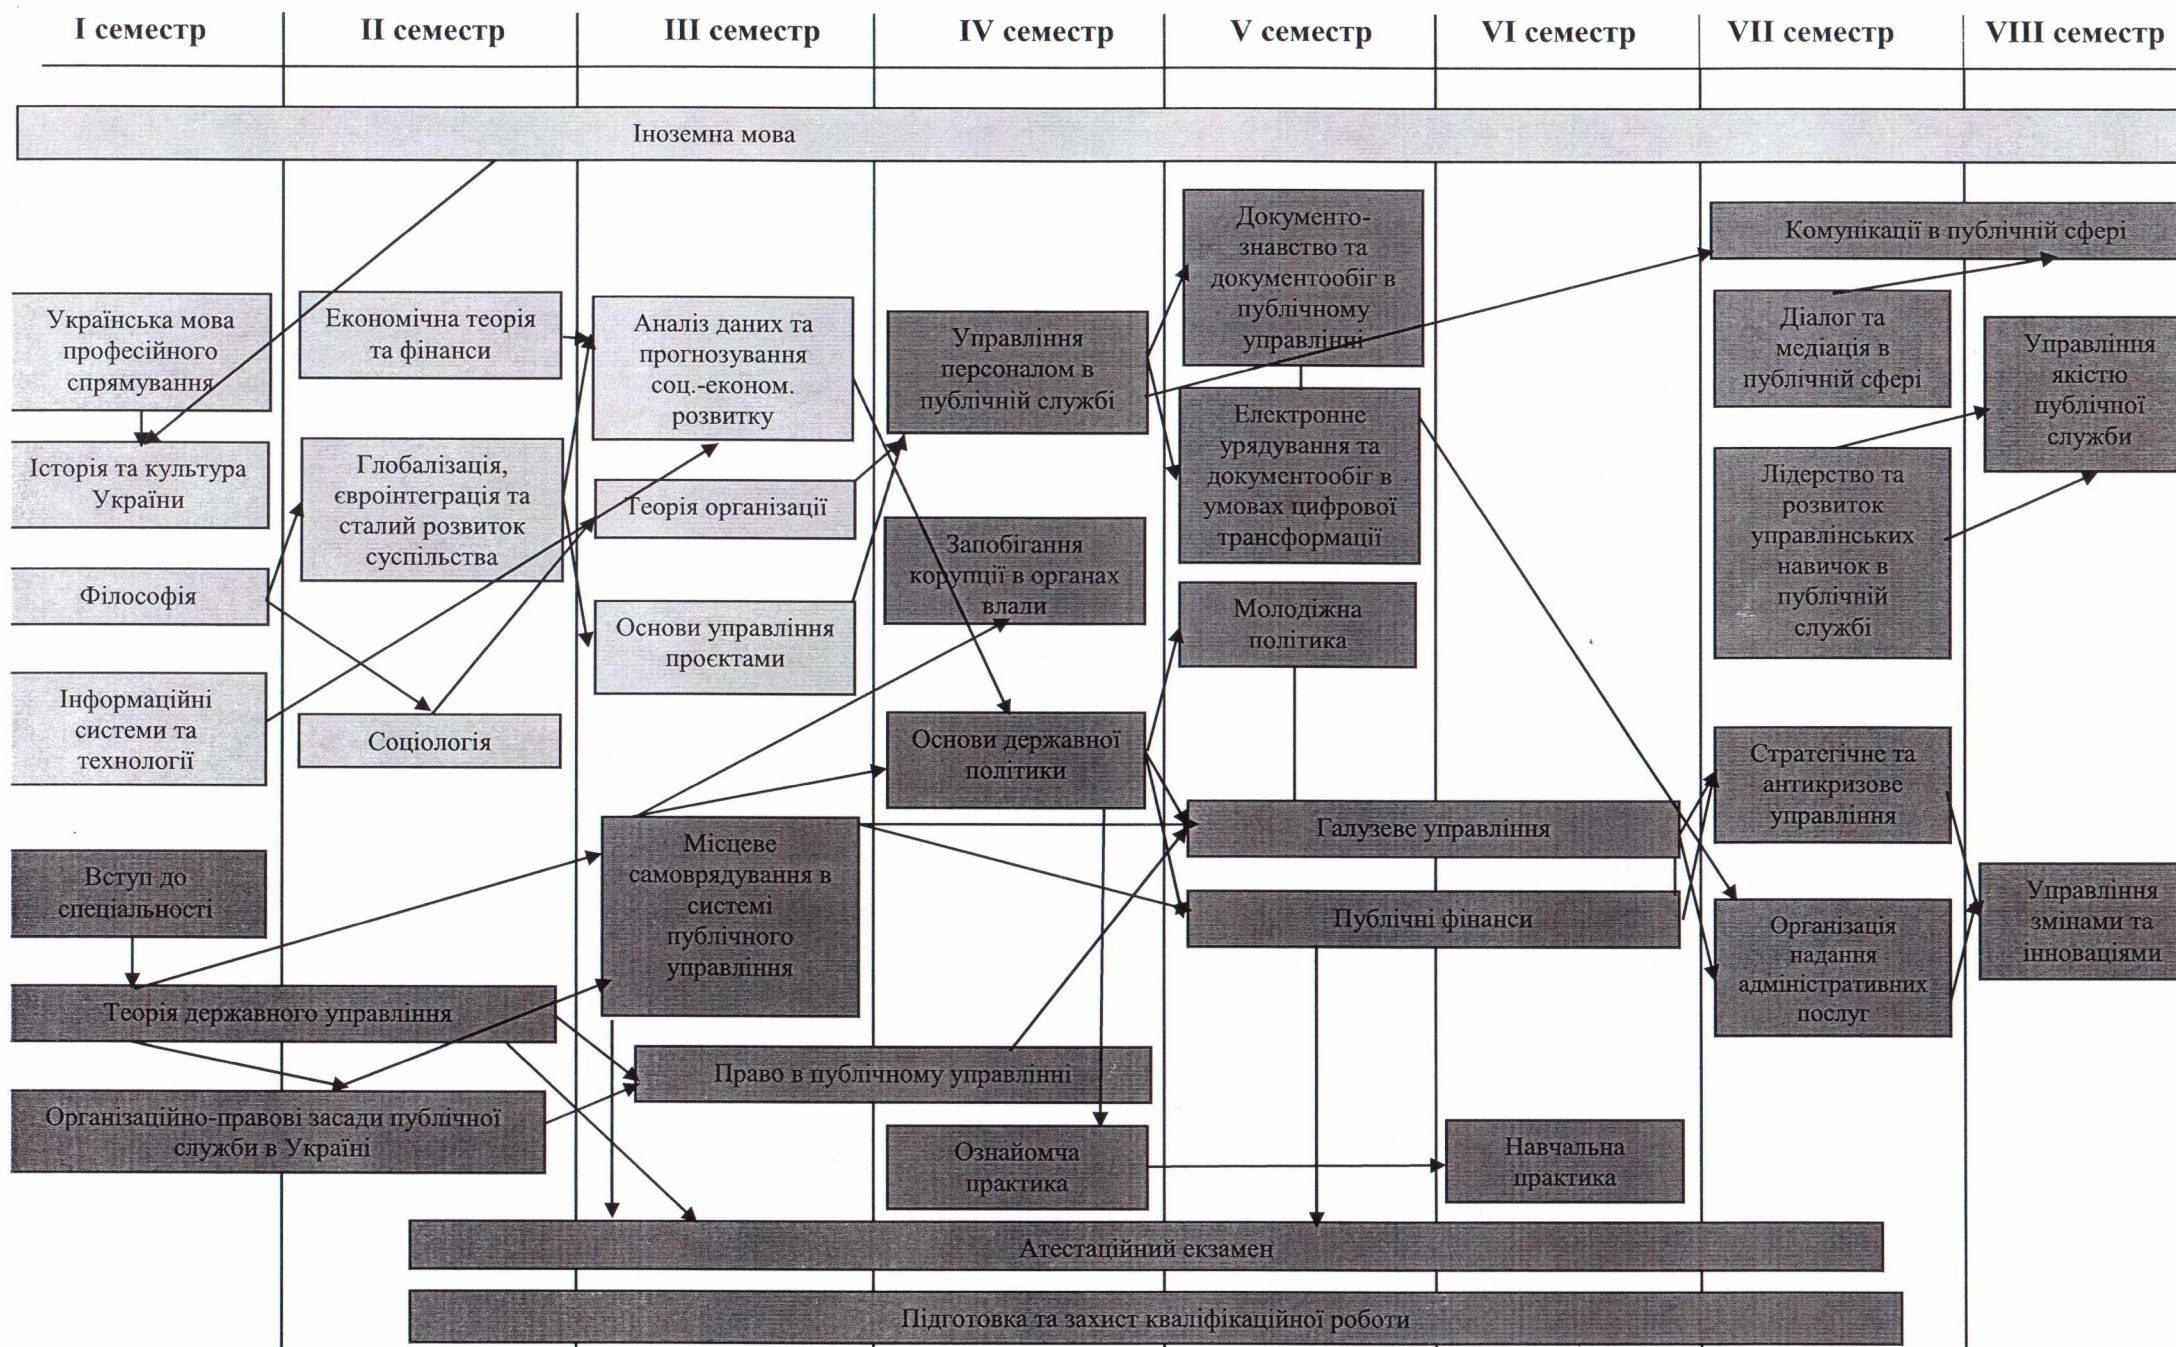 I семестр
II семестр
III семестр
IV семестр
V семестр
VI семестр
VII семестр
VIII семестр
Іноземна мова
Українська мова
професійного
спрямування
Історія та культура
України
Філософія
Інформаційні
системи та
технології
Вступ до
спеціальності
Теорія державного управління
Організаційно-правові засади публічної
служби в Україні
Економічна теорія
та фінанси
Глобалізація,
євроінтеграція та
сталий розвиток
суспільства
Соціологія
Аналіз даних та
прогнозування
соц.-економ.
розвитку
Теорія організації
Основи управління
проєктами
Місцеве
самоврядування в
системі
публічного
управління
Право в публічному управлінні
Управління
персоналом в
публічній службі
Запобігання
корупції в органах
влади
Основи державної
політики
Ознайомча
практика
Документо-
знавство та
документообіг в
публічному
управлінні
Електронне
урядування та
документообіг в
умовах цифрової
трансформації
Молодіжна
політика
Галузеве управління
Публічні фінанси
Навчальна
практика
Комунікації в публічній сфері
Діалог та
медіація в
публічній сфері
Лідерство та
розвиток
управлінських
навичок в
публічній
службі
Стратегічне та
антикризове
управління
Організація
надання
адміністративних
послуг
Управління
якістю
публічної
служби
Управління
змінами та
інноваціями
Атестаційний екзамен
Підготовка та захист кваліфікаційної роботи